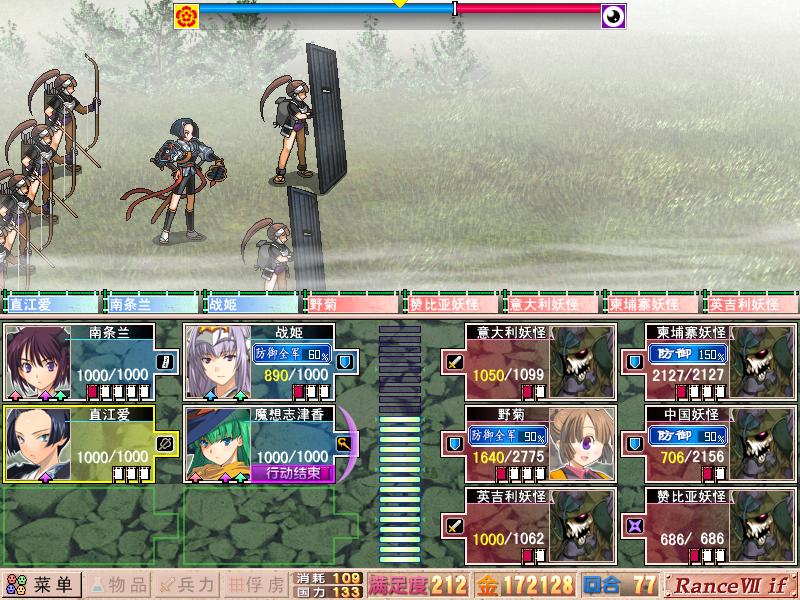 直江爱 南条兰 战姬 野菊 赞比亚妖怪 意大利妖怪 柬埔寨妖怪 英吉利妖怪
南条兰
1000/1000
战姬
防御全军 60%
890/1000
意大利妖怪
1050/1099
柬埔寨妖怪
防御 150%
2127/2127
直江爱
1000/1000
魔想志津香
1000/1000
行动结束
野菊
防御全军 90%
1640/2775
中国妖怪
防御 90%
706/2156
英吉利妖怪
1000/1062
赞比亚妖怪
686/ 686
菜单 物品 兵力 俘虏 消耗 109 国力 133 满足度 212 金 172128 回合 77 RanceⅦ if